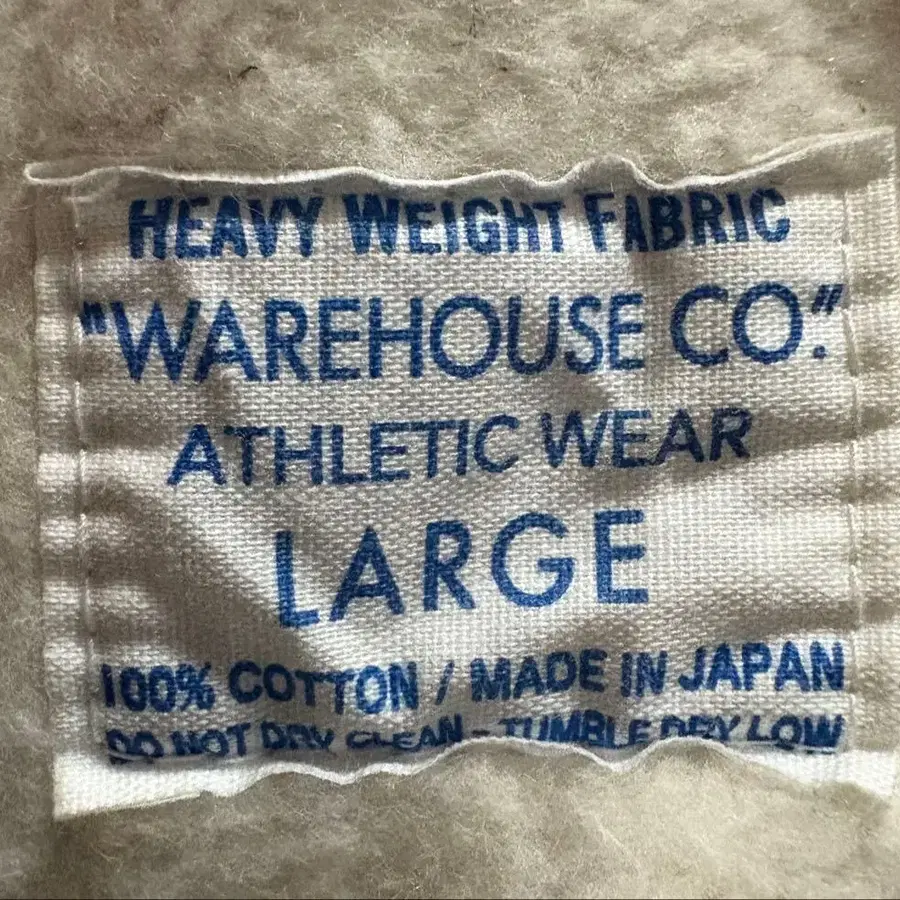 HEAVY WEIGHT FABRIC
"WAREHOUSE CO."
ATHLETIC WEAR
LARGE
100% COTTON / MADE IN JAPAN
DO NOT DRY CLEAN - TUMBLE DRY LOW